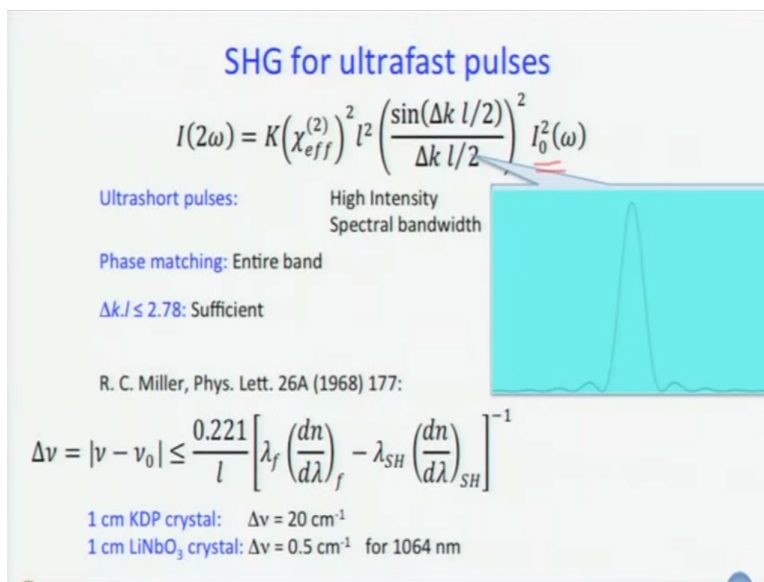 SHG for ultrafast pulses
I(2ω) = K(χ_eff^(2))^2 l^2 (sin(Δk l/2) / Δk l/2)^2 I_0^2(ω)
Ultrashort pulses: High Intensity
Spectral bandwidth
Phase matching: Entire band
Δk.l ≤ 2.78: Sufficient
R. C. Miller, Phys. Lett. 26A (1968) 177:
Δν = |ν − ν_0| ≤ 0.221/l [λ_f (dn/dλ)_f − λ_SH (dn/dλ)_SH]^−1
1 cm KDP crystal: Δν = 20 cm^-1
1 cm LiNbO_3 crystal: Δν = 0.5 cm^-1 for 1064 nm